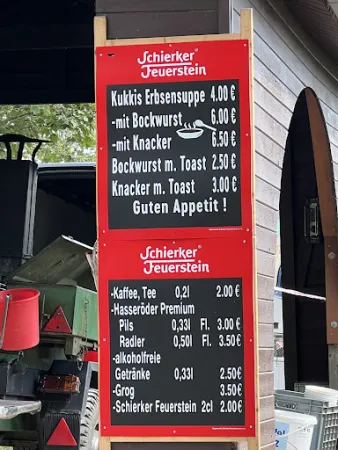 Schierker®
Feuerstein
Kukkis Erbsensuppe 4.00 €
-mit Bockwurst 6.00 €
-mit Knacker 6.50 €
Bockwurst m. Toast 2.50 €
Knacker m. Toast 3.00 €
Guten Appetit !
Schierker®
Feuerstein
-Kaffee, Tee 0,2l 2.00 €
-Hasseröder Premium
Pils 0,33l Fl. 3.00 €
Radler 0,50l Fl. 3.50 €
-alkoholfreie
Getränke 0,33l 2.50 €
-Grog 3.50 €
-Schierker Feuerstein 2cl 2.00 €